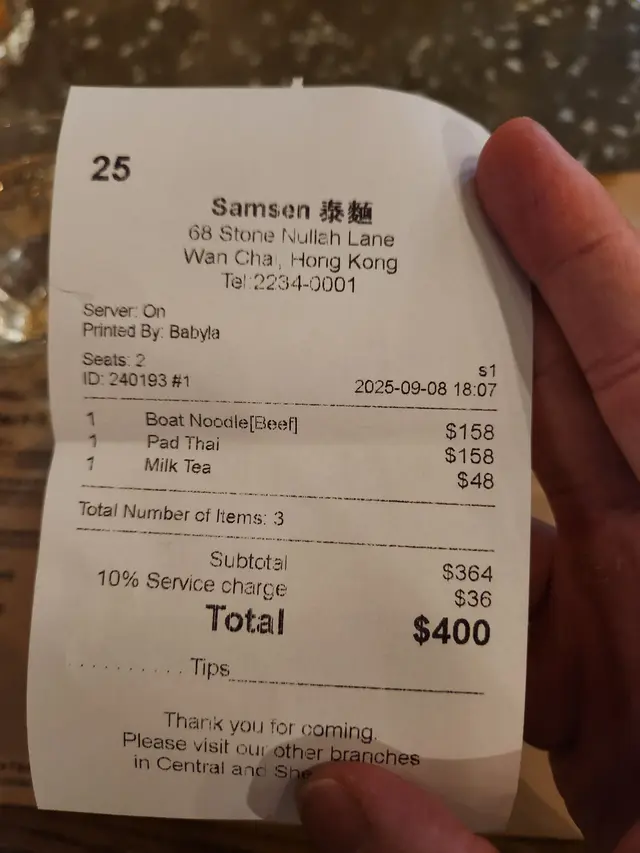 25
Samsen 泰麵
68 Stone Nullah Lane
Wan Chai, Hong Kong
Tel:2234-0001
Server: On
Printed By: Babyla
Seats: 2
s1
ID: 240193 #1 2025-09-08 18:07
1 Boat Noodle[Beef] $158
1 Pad Thai $158
1 Milk Tea $48
Total Number of Items: 3
Subtotal $364
10% Service charge $36
Total $400
.......... Tips
Thank you for coming.
Please visit our other branches
in Central and